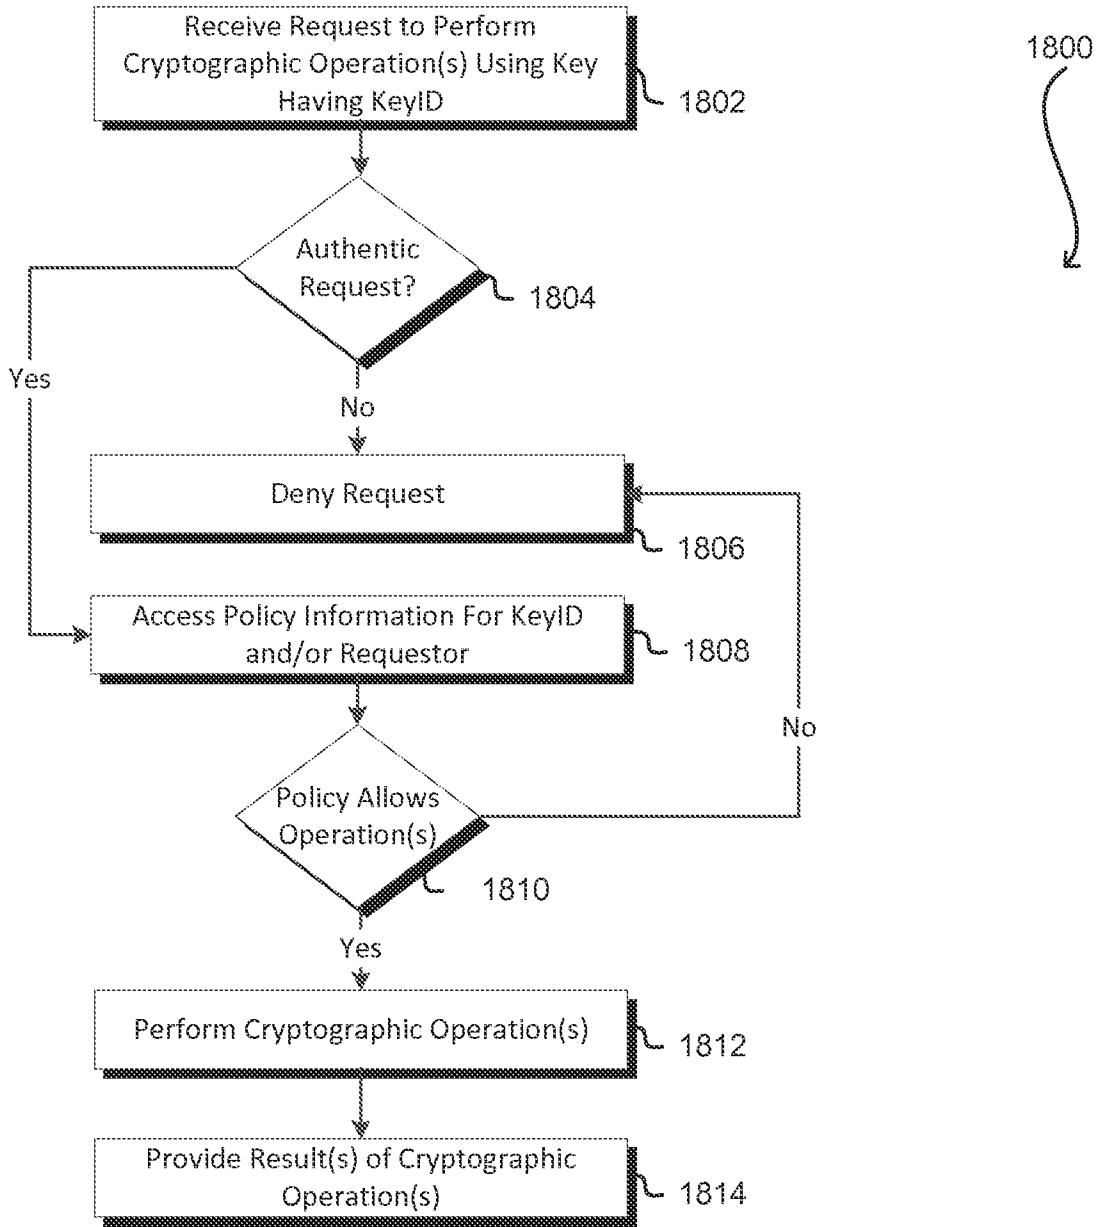 Receive Request to Perform
Cryptographic Operation(s) Using Key
Having KeyID
1802
1800
Authentic
Request?
1804
Yes
No
Deny Request
1806
Access Policy Information For KeyID
and/or Requestor
1808
No
Policy Allows
Operation(s)
1810
Yes
Perform Cryptographic Operation(s)
1812
Provide Result(s) of Cryptographic
Operation(s)
1814